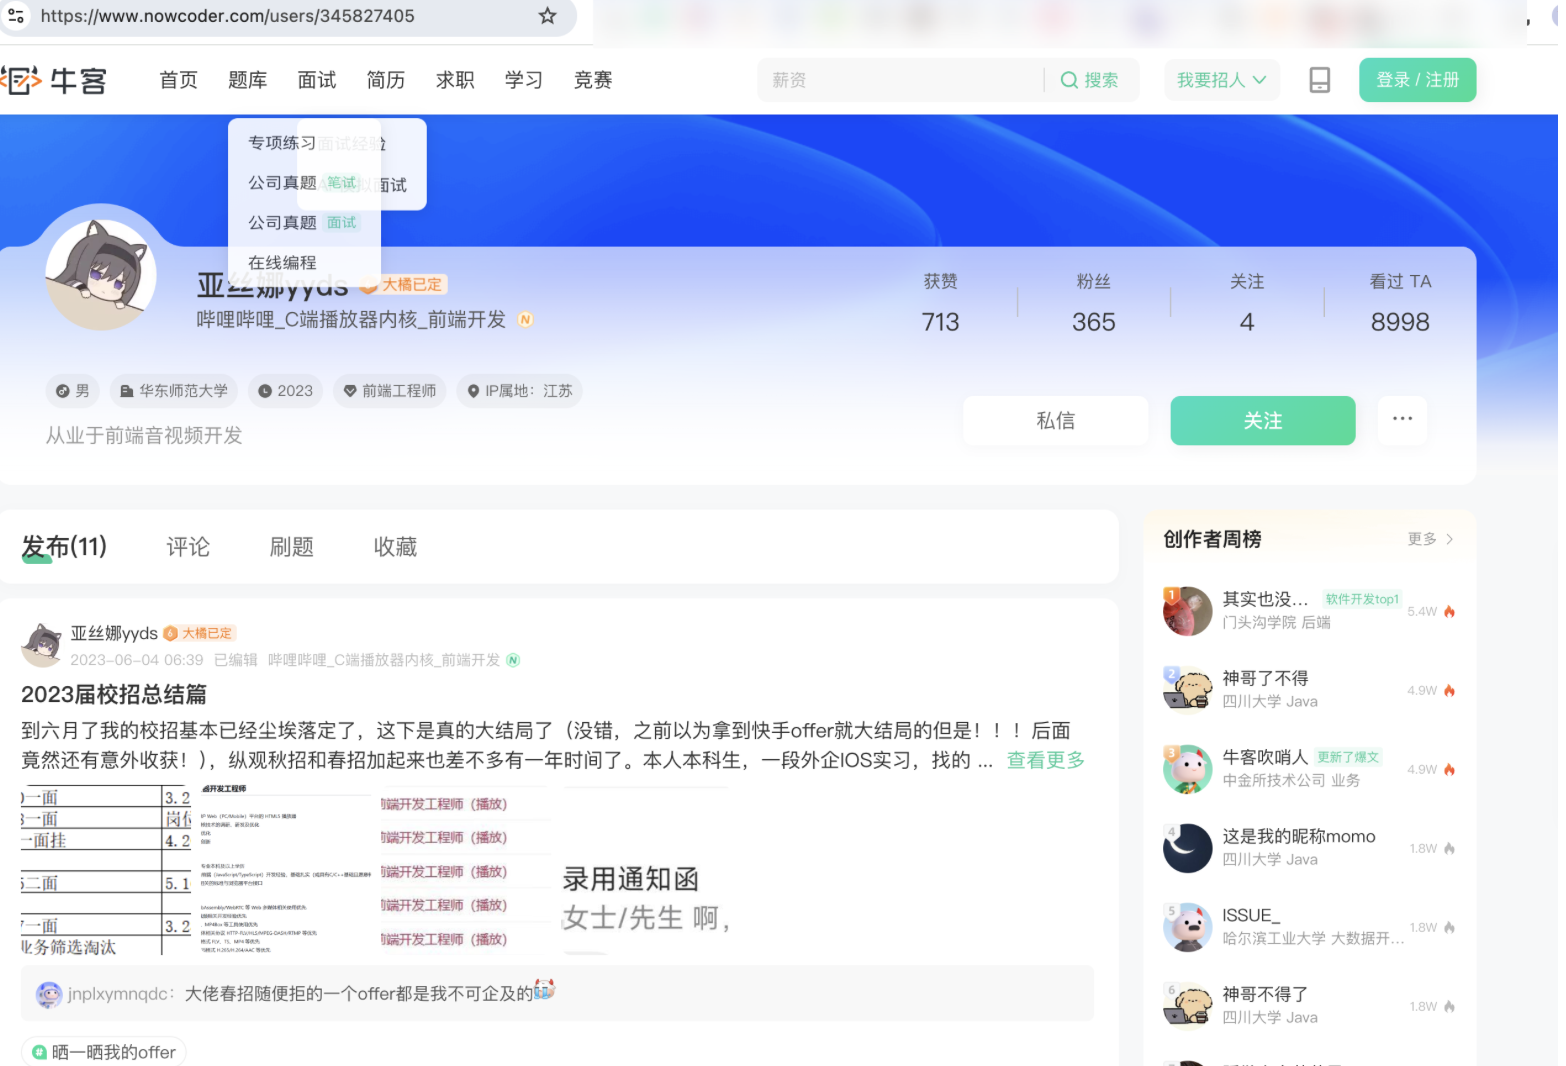 https://www.nowcoder.com/users/345827405
牛客
首页
题库
面试
简历
求职
学习
竞赛
薪资
搜索
我要招人
登录 / 注册
专项练习
面试经验
公司真题 笔试
面试
公司真题 面试
在线编程
亚丝娜yyds
大橘已定
哔哩哔哩_C端播放器内核_前端开发
获赞
713
粉丝
365
关注
4
看过 TA
8998
男
华东师范大学
2023
前端工程师
IP属地：江苏
从业于前端音视频开发
私信
关注
发布(11)
评论
刷题
收藏
亚丝娜yyds 6 大橘已定
2023-06-04 06:39 已编辑 哔哩哔哩_C端播放器内核_前端开发
2023届校招总结篇
到六月了我的校招基本已经尘埃落定了，这下是真的大结局了（没错，之前以为拿到快手offer就大结局的但是！！！后面
竟然还有意外收获！），纵观秋招和春招加起来也差不多有一年时间了。本人本科生，一段外企IOS实习，找的 ... 查看更多
一面
3.2
一面
岗位
一面挂
4.2
二面
5.1
一面
3.2
业务筛选淘汰
开发工程师
端开发工程师（播放）
端开发工程师（播放）
端开发工程师（播放）
端开发工程师（播放）
端开发工程师（播放）
录用通知函
女士/先生 啊，
jnplxymnqdc： 大佬春招随便拒的一个offer都是我不可企及的
# 晒一晒我的offer
创作者周榜
更多
1
其实也没... 软件开发top1
门头沟学院 后端
5.4W
2
神哥了不得
四川大学 Java
4.9W
3
牛客吹哨人 更新了爆文
中金所技术公司 业务
4.9W
4
这是我的昵称momo
四川大学 Java
1.8W
5
ISSUE_
哈尔滨工业大学 大数据开...
1.8W
6
神哥不得了
四川大学 Java
1.8W